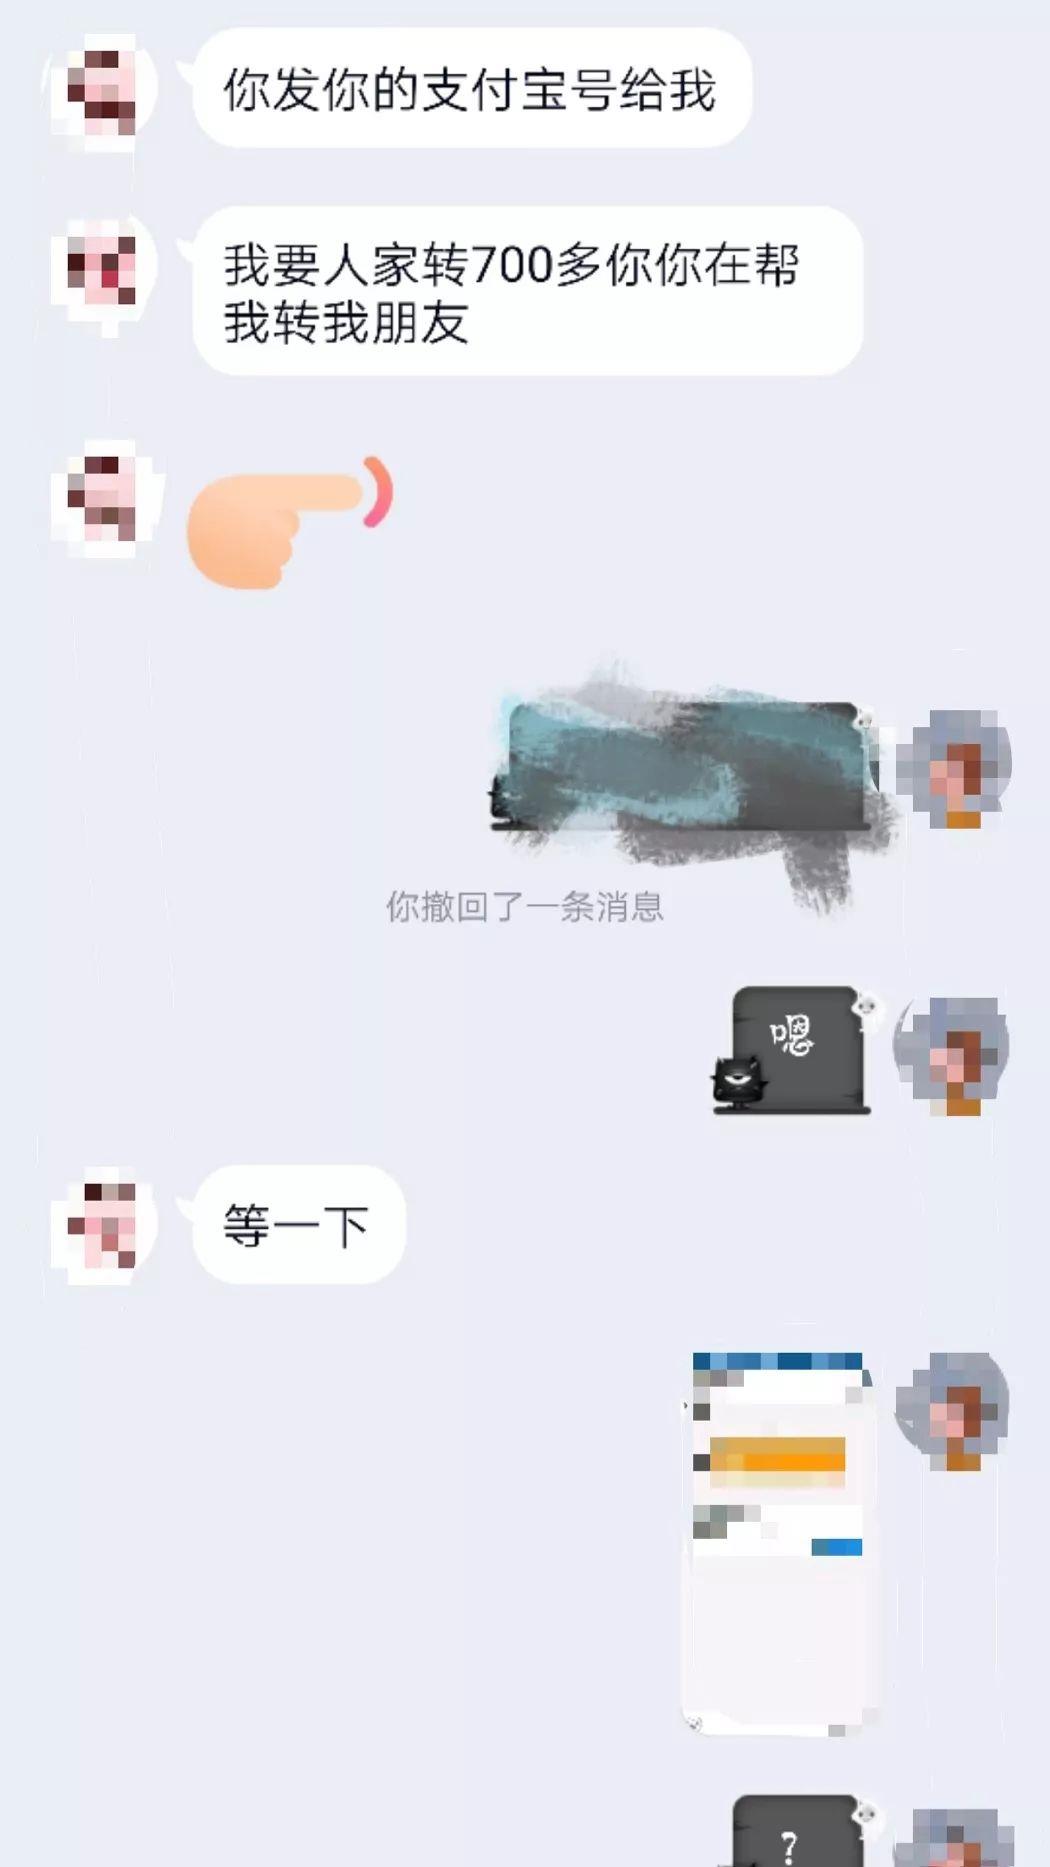 你发你的支付宝号给我
我要人家转700多你你在帮
我转我朋友
你撤回了一条消息
嗯
等一下
?